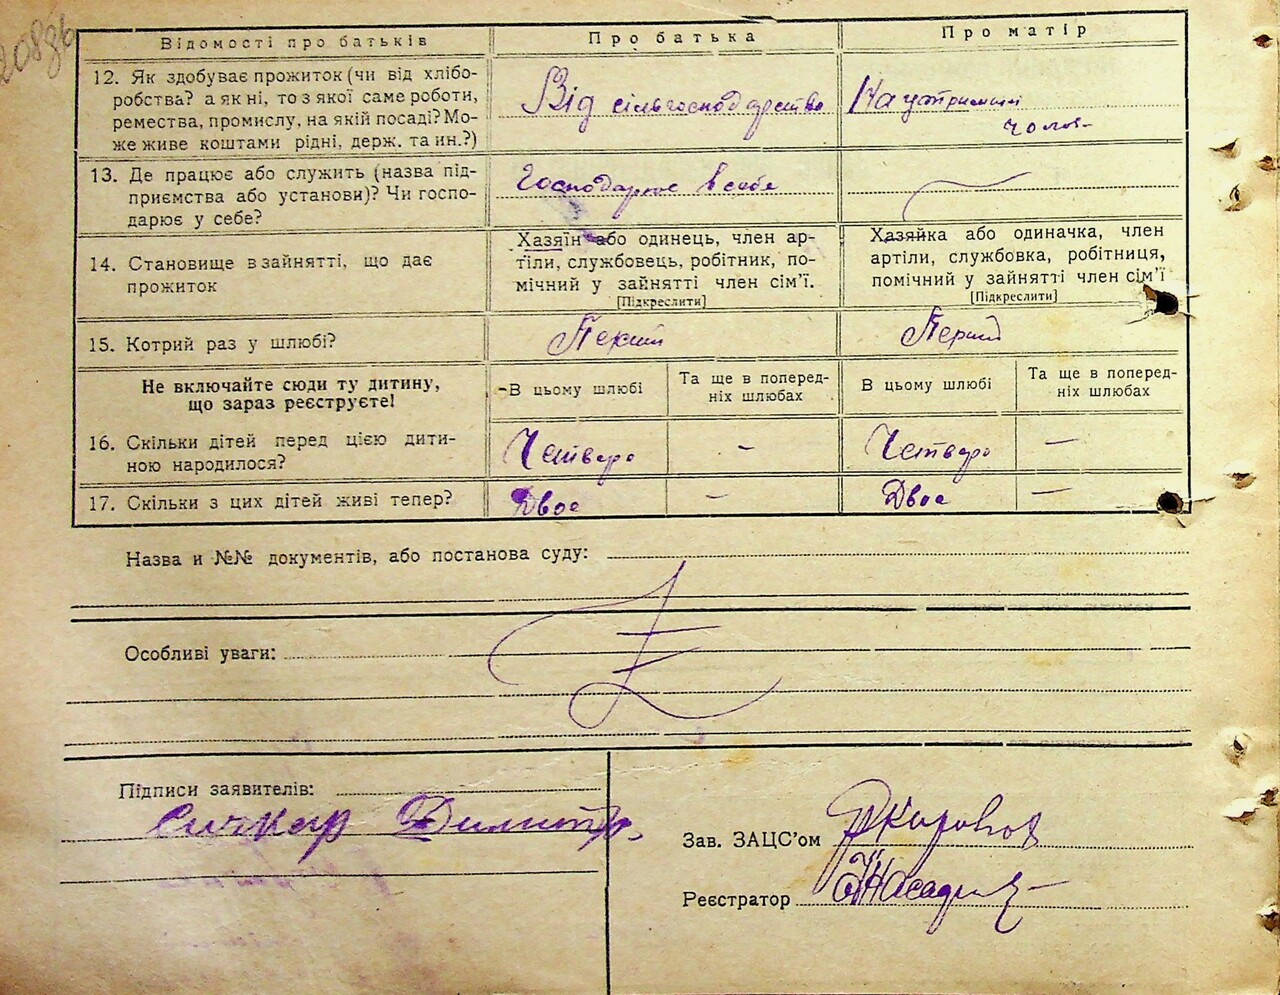 208зв
Відомості про батьків
Про батька
Про матір
12. Як здобуває прожиток (чи від хлібо-
робства? а як ні, то з якої саме роботи,
ремества, промислу, на якій посаді? Мо-
же живе коштами рідні, держ. та ин.?)
Від сільгосподарства
На утриманні
чолов-
13. Де працює або служить (назва під-
приємства або установи)? Чи госпо-
дарює у себе?
Господарює в себе
14. Становище в зайнятті, що дає
прожиток
Хазяїн або одинець, член ар-
тіли, службовець, робітник, по-
мічний у зайнятті член сім'ї.
[Підкреслити]
Хазяйка або одиначка, член
артіли, службовка, робітниця,
помічний у зайнятті член сім'ї
[Підкреслити]
15. Котрий раз у шлюбі?
Перший
Перший
Не включайте сюди ту дитину,
що зараз реєструєте!
В цьому шлюбі
Та ще в поперед-
ніх шлюбах
В цьому шлюбі
Та ще в поперед-
ніх шлюбах
16. Скільки дітей перед цією дити-
ною народилося?
Четверо
–
Четверо
–
17. Скільки з цих дітей живі тепер?
Двоє
–
Двоє
–
Назва и №№ документів, або постанова суду:
Особливі уваги:
Підписи заявителів:
Ситкар Димитр
Зав. ЗАЦС'ом
Реєстратор